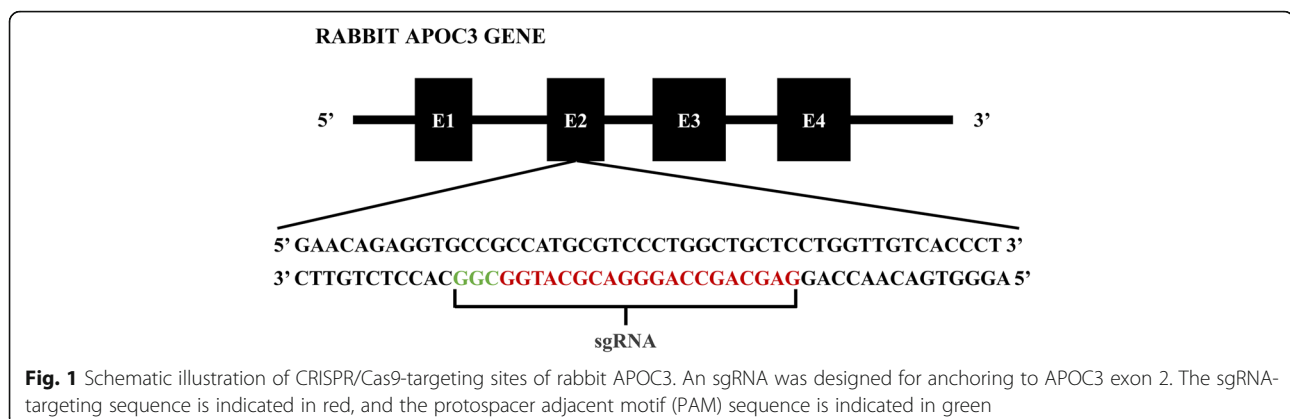 RABBIT APOC3 GENE
5’ E1 E2 E3 E4 3’
5’ GAACAGAGGTGCCGCCATGCGTCCCTGGCTGCTCCTGGTTGTCACCCT 3’
3’ CTTGTCTCCACGGCGGTACGCAGGGACCGACGAGGACCAACAGTGGGA 5’
sgRNA
Fig. 1 Schematic illustration of CRISPR/Cas9-targeting sites of rabbit APOC3. An sgRNA was designed for anchoring to APOC3 exon 2. The sgRNA-
targeting sequence is indicated in red, and the protospacer adjacent motif (PAM) sequence is indicated in green